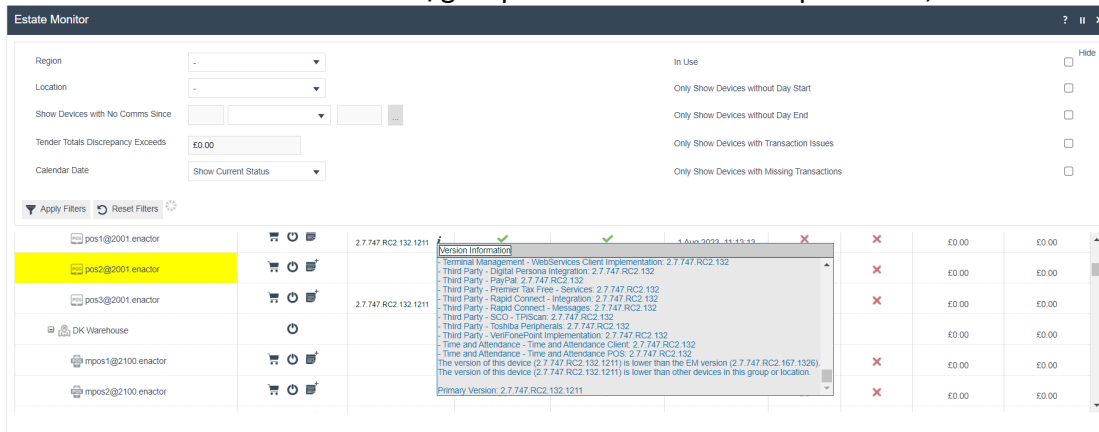 Estate Monitor
?
Hide
Region
-
In Use
Location
-
Only Show Devices without Day Start
Show Devices with No Comms Since
...
Only Show Devices without Day End
Tender Totals Discrepancy Exceeds
£0.00
Only Show Devices with Transaction Issues
Calendar Date
Show Current Status
Only Show Devices with Missing Transactions
Apply Filters
Reset Filters
POS pos1@2001.enactor
2.7.747.RC2.132.1211
i
£0.00
£0.00
Version Information
- Terminal Management - WebServices Client Implementation: 2.7.747.RC2.132
- Third Party - Digital Persona Integration: 2.7.747.RC2.132
- Third Party - PayPal: 2.7.747.RC2.132
- Third Party - Premier Tax Free - Services: 2.7.747.RC2.132
- Third Party - Rapid Connect - Integration: 2.7.747.RC2.132
- Third Party - Rapid Connect - Messages: 2.7.747.RC2.132
- Third Party - SCO - TPiScan: 2.7.747.RC2.132
- Third Party - Toshiba Peripherals: 2.7.747.RC2.132
- Third Party - VeriFonePoint Implementation: 2.7.747.RC2.132
- Time and Attendance - Time and Attendance Client: 2.7.747.RC2.132
- Time and Attendance - Time and Attendance POS: 2.7.747.RC2.132
The version of this device (2.7.747.RC2.132.1211) is lower than the EM version (2.7.747.RC2.167.1326).
The version of this device (2.7.747.RC2.132.1211) is lower than other devices in this group or location.
Primary Version: 2.7.747.RC2.132.1211
POS pos2@2001.enactor
£0.00
£0.00
POS pos3@2001.enactor
2.7.747.RC2.132.1211
£0.00
£0.00
DK Warehouse
£0.00
£0.00
mpos1@2100.enactor
£0.00
£0.00
mpos2@2100.enactor
£0.00
£0.00